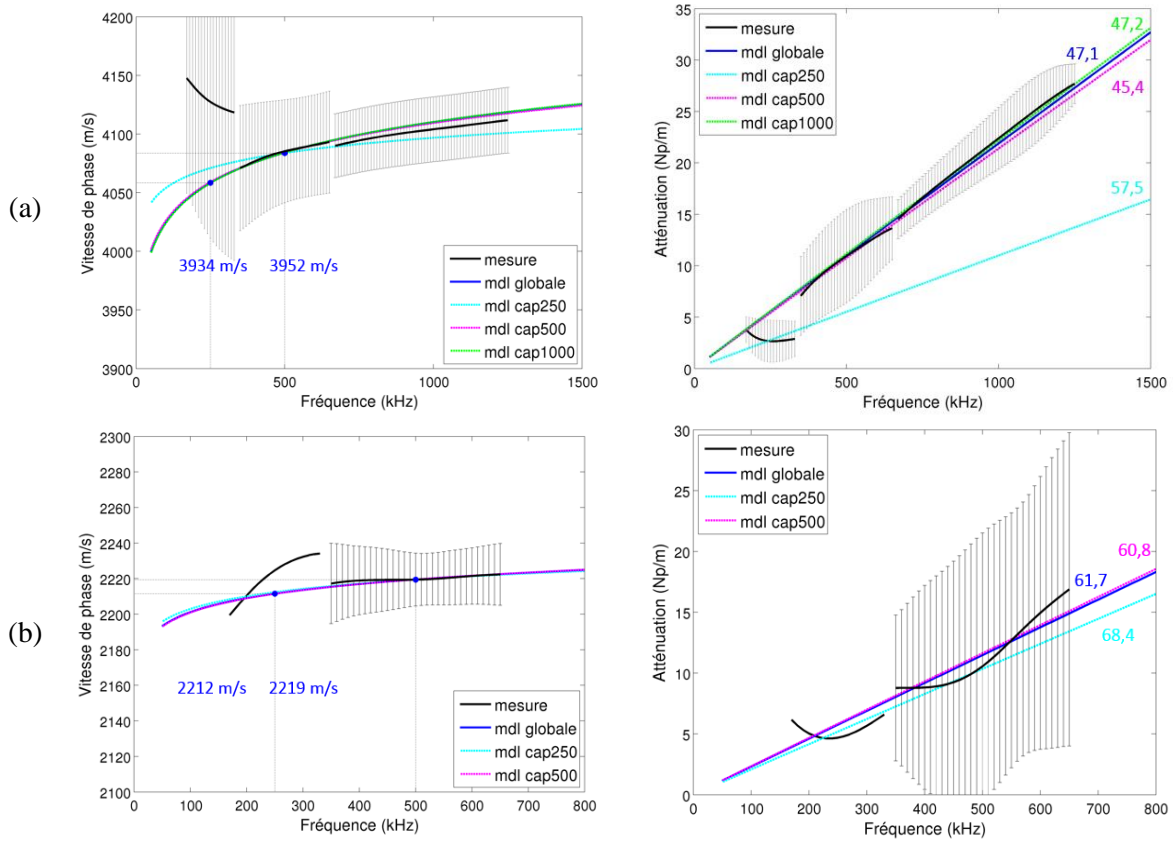 (a)
4200
4150
4100
4050
4000
3950
3900
Vitesse de phase (m/s)
3934 m/s
3952 m/s
mesure
mdl globale
mdl cap250
mdl cap500
mdl cap1000
0
500
1000
1500
Fréquence (kHz)
35
30
25
20
15
10
5
0
Atténuation (Np/m)
mesure
mdl globale
mdl cap250
mdl cap500
mdl cap1000
47,2
47,1
45,4
57,5
500
1000
1500
Fréquence (kHz)
(b)
2300
2280
2260
2240
2220
2200
2180
2160
2140
2120
2100
Vitesse de phase (m/s)
2212 m/s
2219 m/s
mesure
mdl globale
mdl cap250
mdl cap500
0
100
200
300
400
500
600
700
800
Fréquence (kHz)
30
25
20
15
10
5
0
Atténuation (Np/m)
mesure
mdl globale
mdl cap250
mdl cap500
60,8
61,7
68,4
0
100
200
300
400
500
600
700
800
Fréquence (kHz)